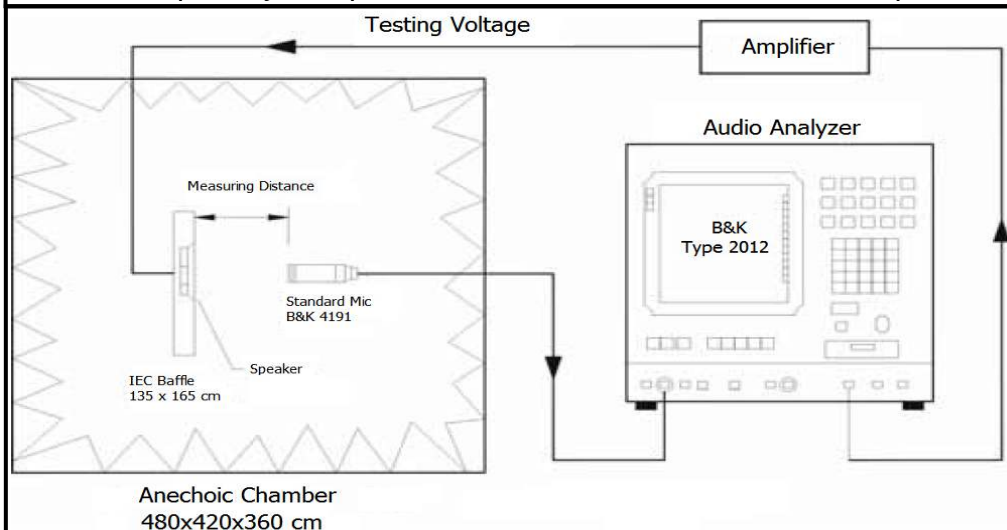 Testing Voltage
Amplifier
Audio Analyzer
Measuring Distance
B&K
Type 2012
Standard Mic
B&K 4191
Speaker
IEC Baffle
135 x 165 cm
Anechoic Chamber
480x420x360 cm